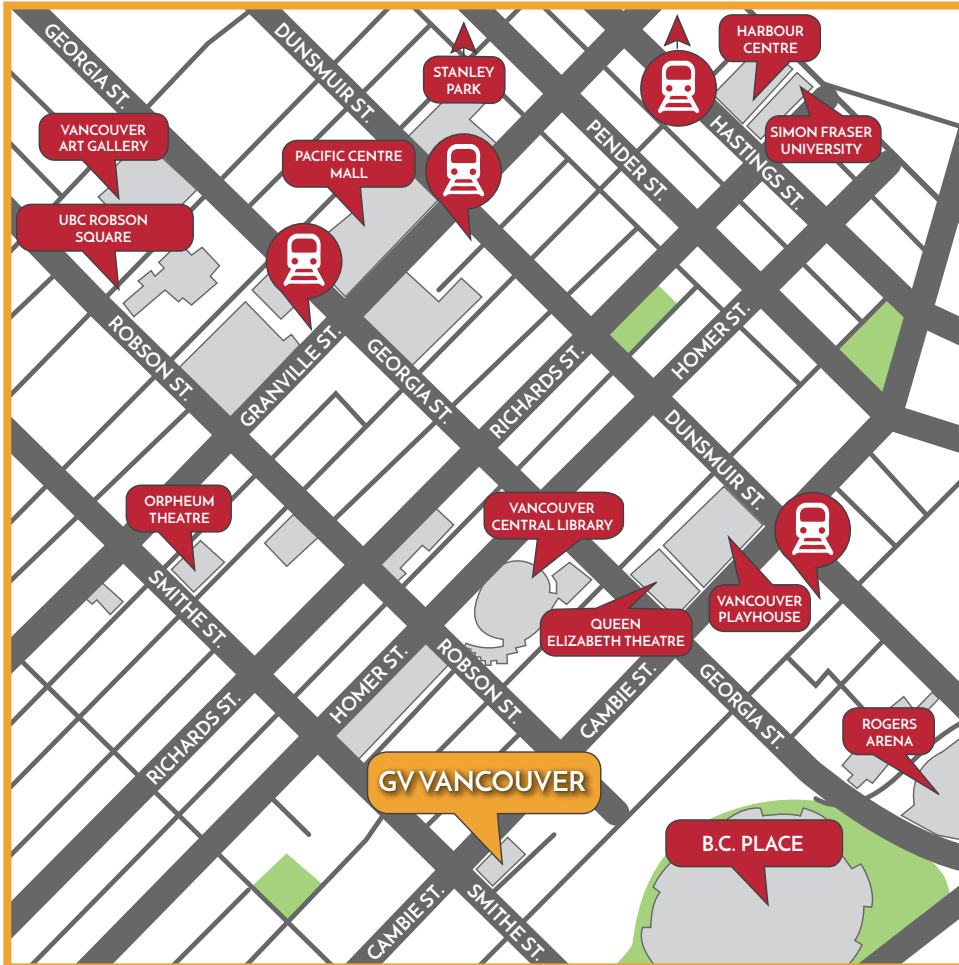 GEORGIA ST.
DUNSMUIR ST.
STANLEY
PARK
HARBOUR
CENTRE
VANCOUVER
ART GALLERY
PACIFIC CENTRE
MALL
PENDER ST.
HASTINGS ST.
SIMON FRASER
UNIVERSITY
UBC ROBSON
SQUARE
ROBSON ST.
GRANVILLE ST.
GEORGIA ST.
RICHARDS ST.
HOMER ST.
DUNSMUIR ST.
ORPHEUM
THEATRE
VANCOUVER
CENTRAL LIBRARY
SMITHE ST.
QUEEN
ELIZABETH THEATRE
VANCOUVER
PLAYHOUSE
RICHARDS ST.
HOMER ST.
ROBSON ST.
CAMBIE ST.
GEORGIA ST.
ROGERS
ARENA
GV VANCOUVER
B.C. PLACE
CAMBIE ST.
SMITHE ST.